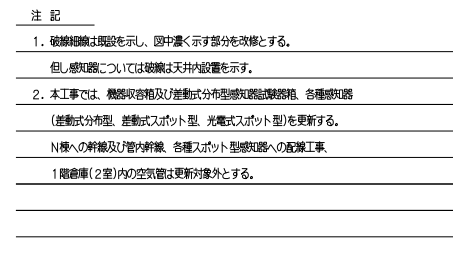 注 記
1. 破線細線は既設を示し、図中濃く示す部分を改修とする。
但し感知器については破線は天井内設置を示す。
2. 本工事では、機器収容箱及び差動式分布型感知器試験器箱、各種感知器
(差動式分布型、差動式スポット型、光電式スポット型)を更新する。
N棟への幹線及び管内幹線、各種スポット型感知器への配線工事、
1階倉庫(2室)内の空気管は更新対象外とする。